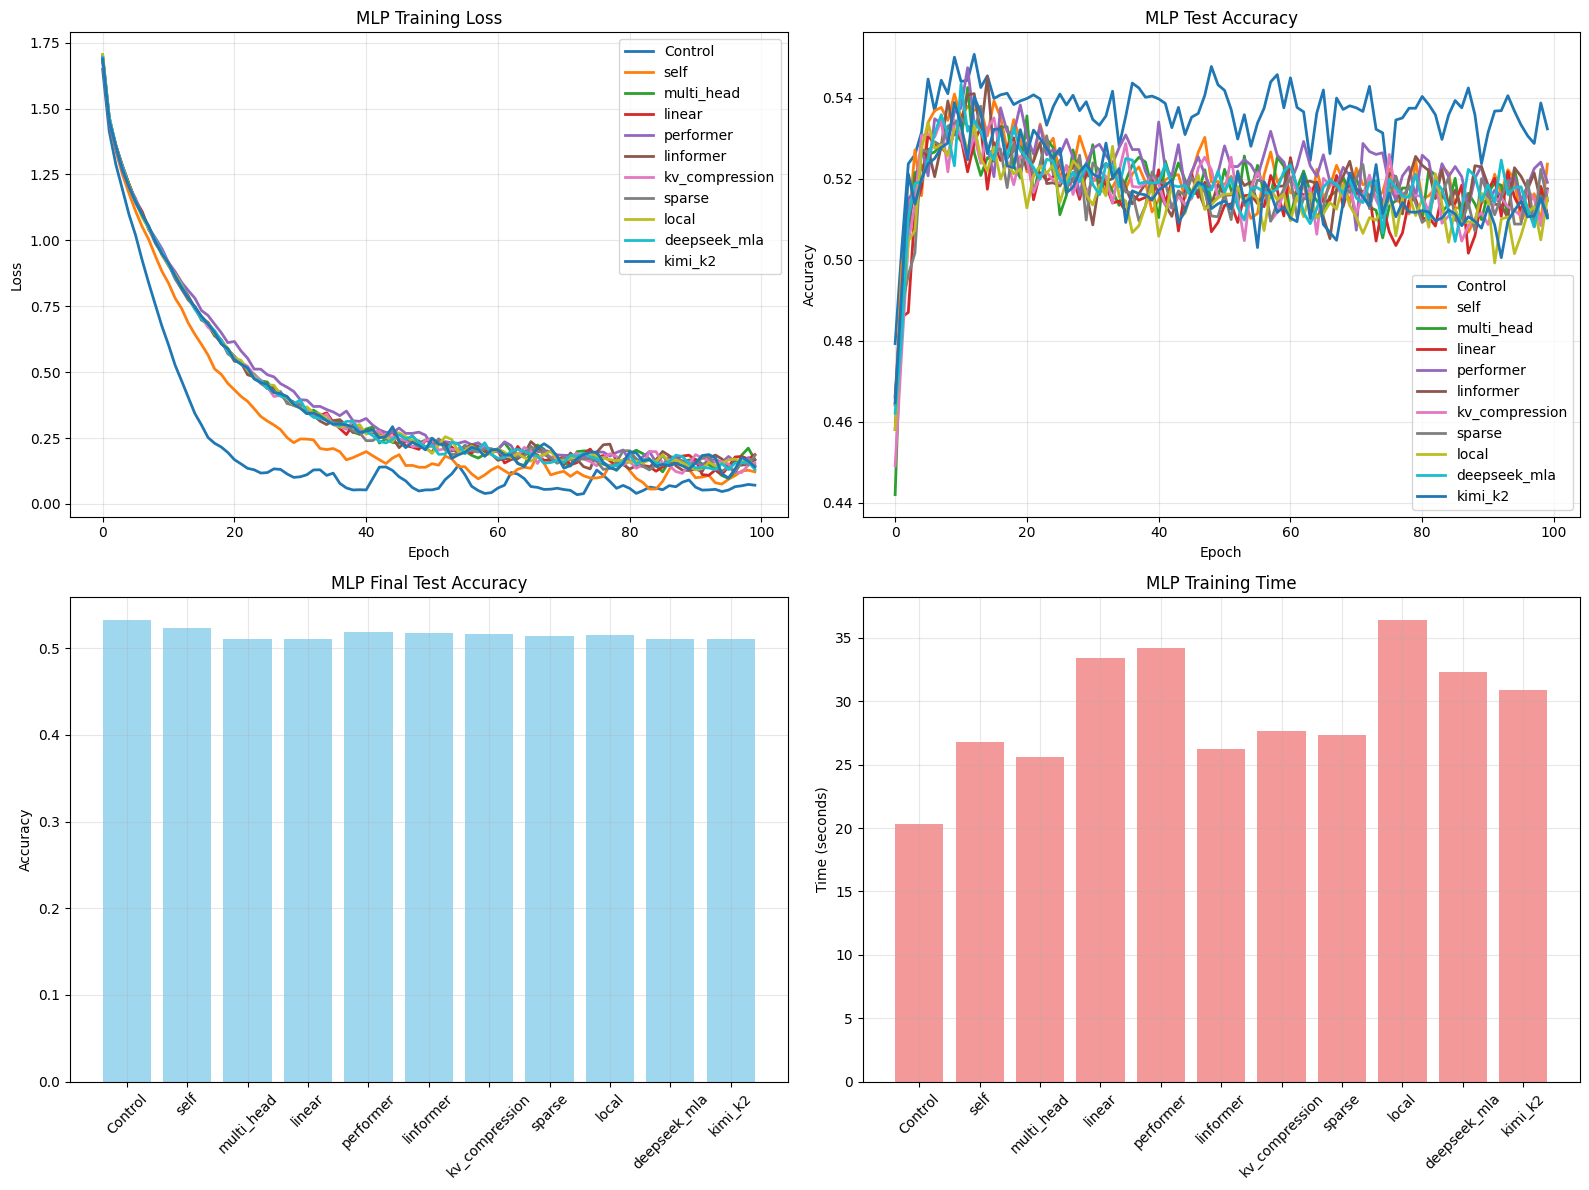 MLP Training Loss
1.75
1.50
1.25
1.00
0.75
0.50
0.25
0.00
Loss
0
20
40
60
80
100
Epoch
Control
self
multi_head
linear
performer
linformer
kv_compression
sparse
local
deepseek_mla
kimi_k2
MLP Test Accuracy
0.54
0.52
0.50
0.48
0.46
0.44
Accuracy
0
20
40
60
80
100
Epoch
Control
self
multi_head
linear
performer
linformer
kv_compression
sparse
local
deepseek_mla
kimi_k2
MLP Final Test Accuracy
0.5
0.4
0.3
0.2
0.1
0.0
Accuracy
Control
self
multi_head
linear
performer
linformer
kv_compression
sparse
local
deepseek_mla
kimi_k2
MLP Training Time
35
30
25
20
15
10
5
0
Time (seconds)
Control
self
multi_head
linear
performer
linformer
kv_compression
sparse
local
deepseek_mla
kimi_k2